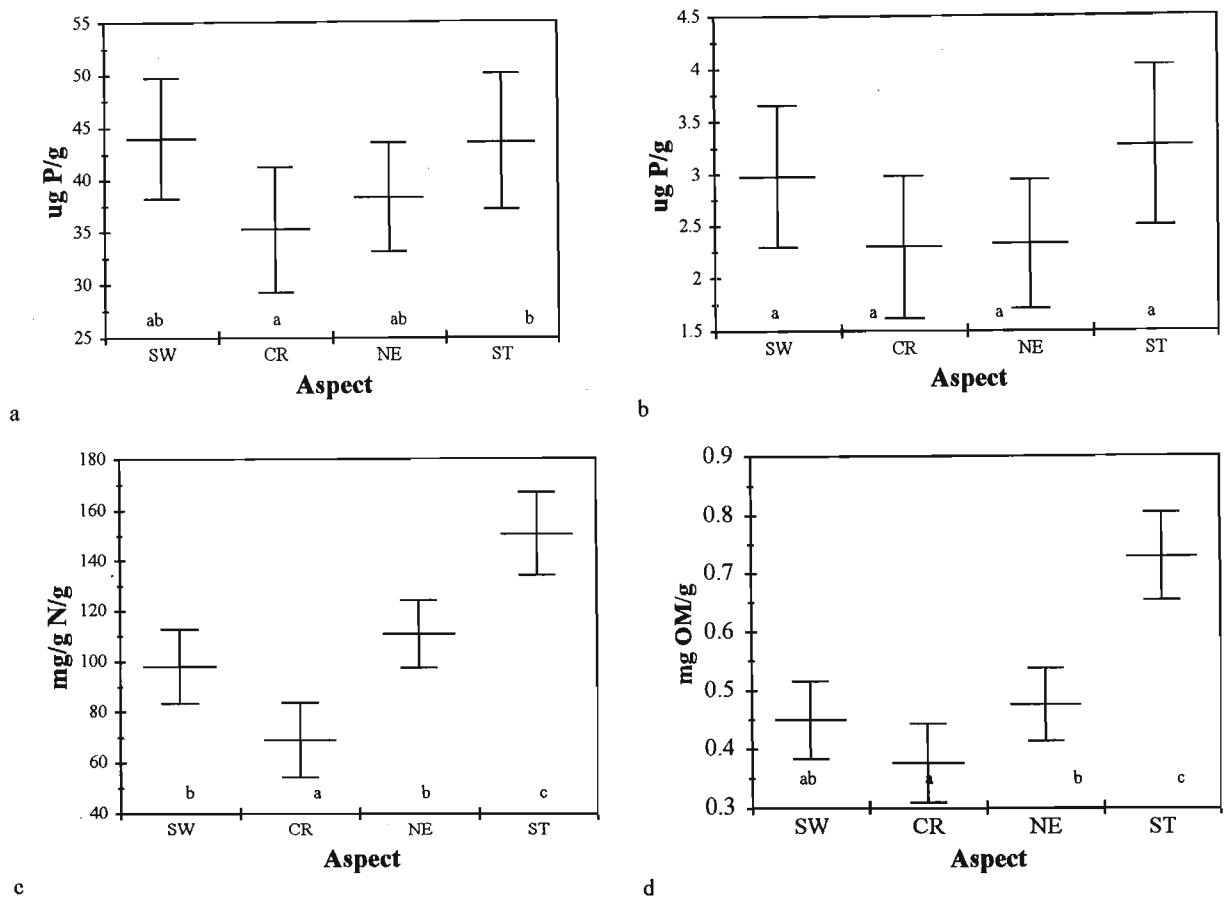 55
50
45
40
35
30
25
ug P/g
ab a ab b
SW CR NE ST
Aspect
a
4.5
4
3.5
3
2.5
2
1.5
ug P/g
a a a a
SW CR NE ST
Aspect
b
180
160
140
120
100
80
60
40
mg/g N/g
b a b c
SW CR NE ST
Aspect
c
0.9
0.8
0.7
0.6
0.5
0.4
0.3
mg OM/g
ab a b c
SW CR NE ST
Aspect
d